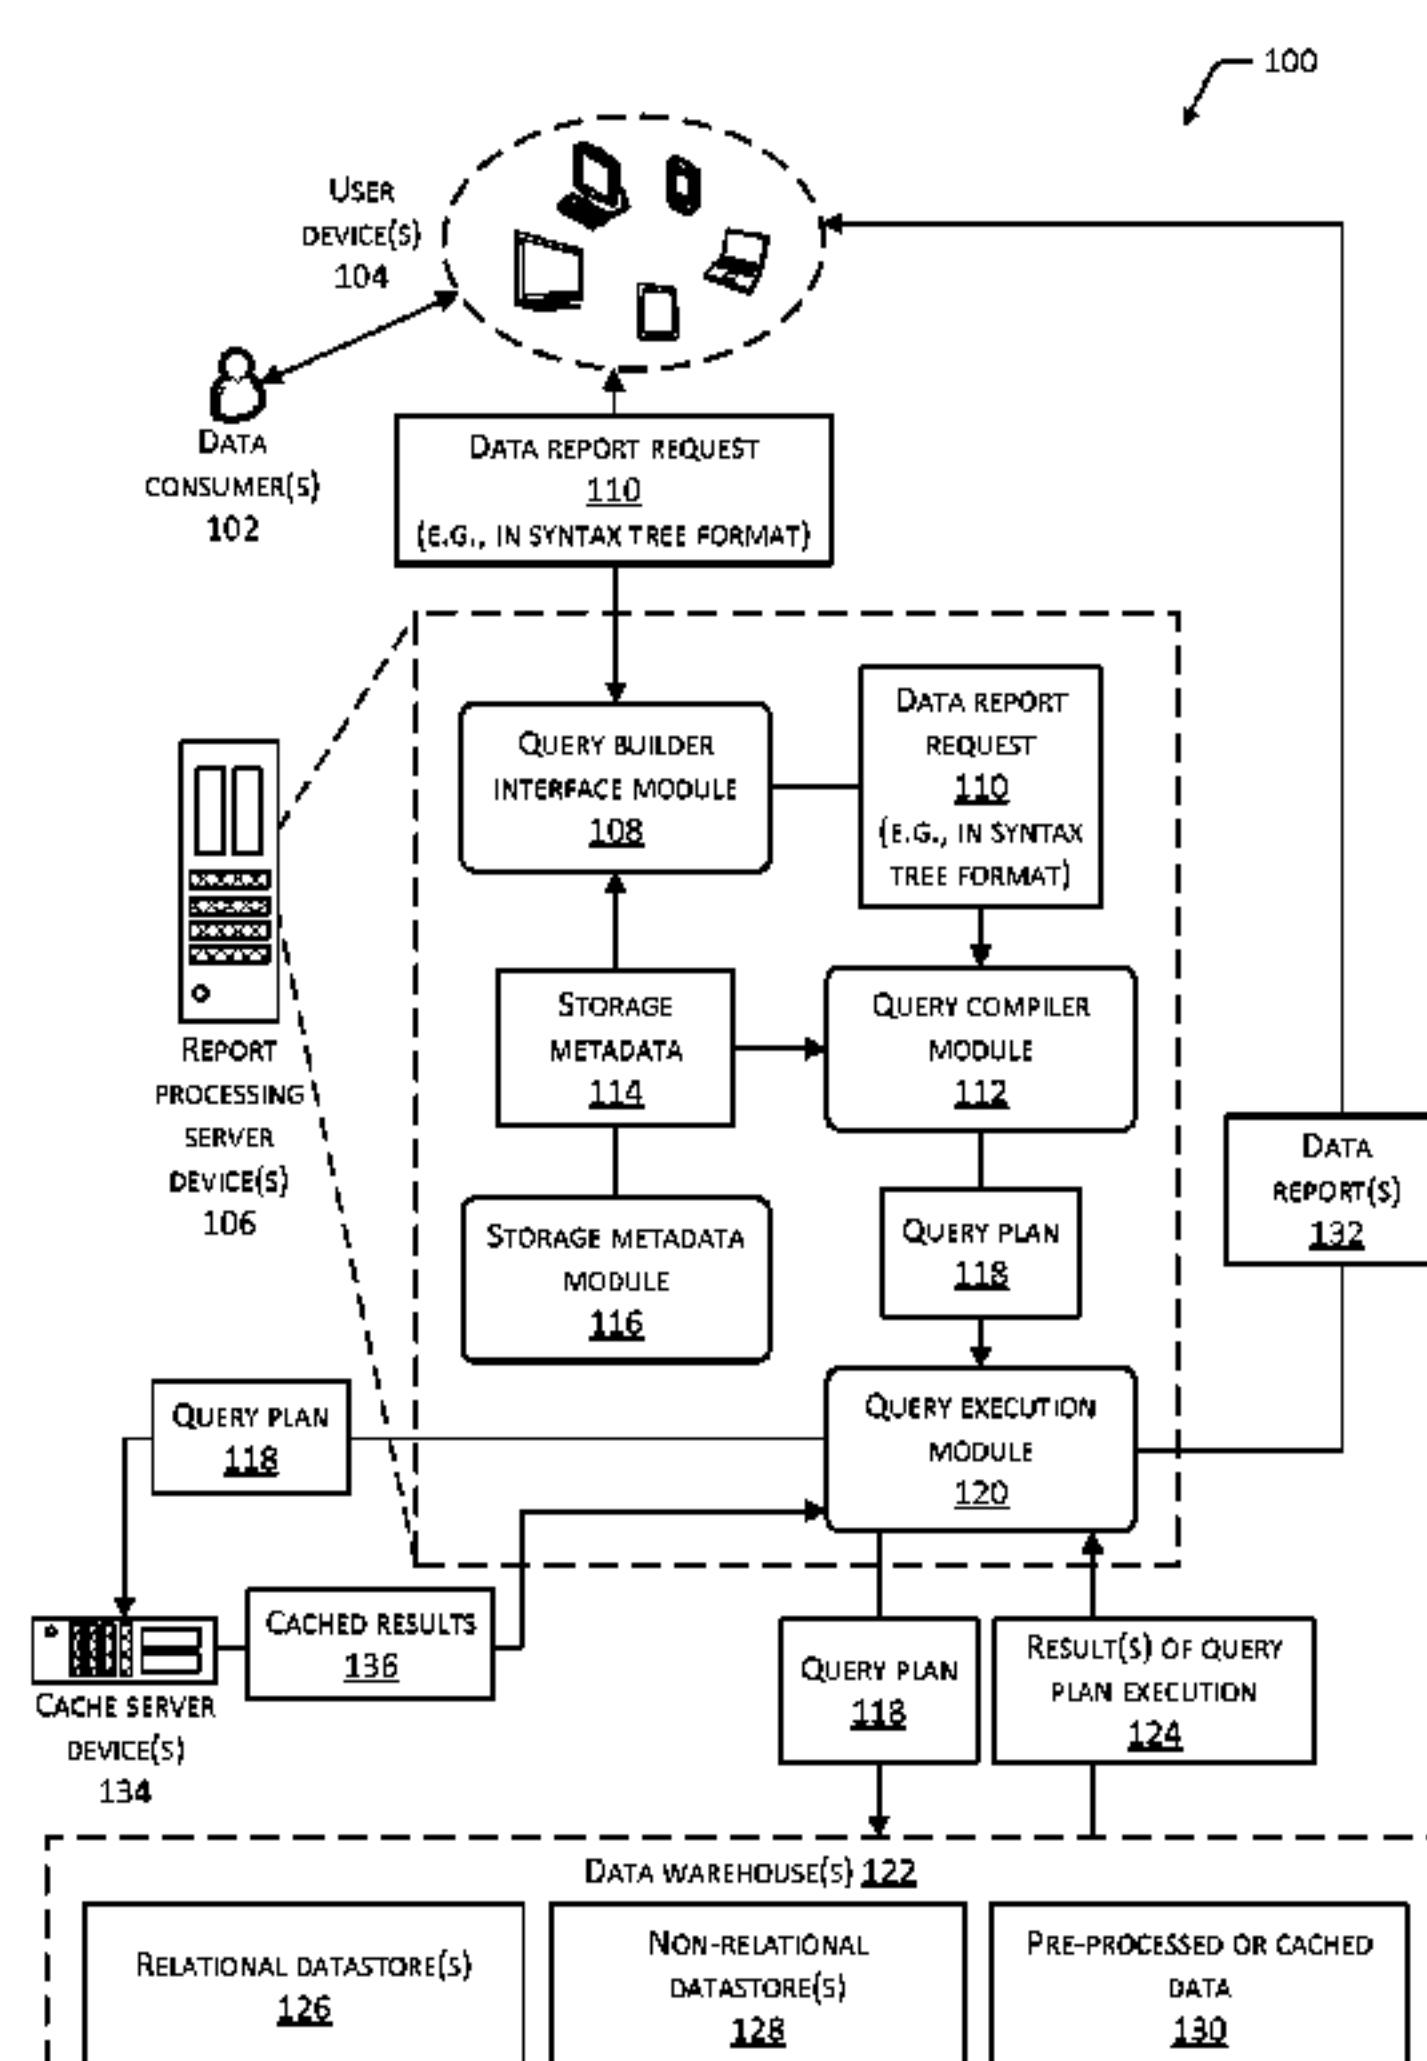 100
USER
DEVICE(S)
104
DATA
CONSUMER(S)
102
DATA REPORT REQUEST
110
(E.G., IN SYNTAX TREE FORMAT)
QUERY BUILDER
INTERFACE MODULE
108
DATA REPORT
REQUEST
110
(E.G., IN SYNTAX
TREE FORMAT)
STORAGE
METADATA
114
QUERY COMPILER
MODULE
112
REPORT
PROCESSING
SERVER
DEVICE(S)
106
DATA
REPORT(S)
132
STORAGE METADATA
MODULE
116
QUERY PLAN
118
QUERY PLAN
118
QUERY EXECUTION
MODULE
120
CACHED RESULTS
136
CACHE SERVER
DEVICE(S)
134
QUERY PLAN
118
RESULT(S) OF QUERY
PLAN EXECUTION
124
DATA WAREHOUSE(S) 122
RELATIONAL DATASTORE(S)
126
NON-RELATIONAL
DATASTORE(S)
128
PRE-PROCESSED OR CACHED
DATA
130